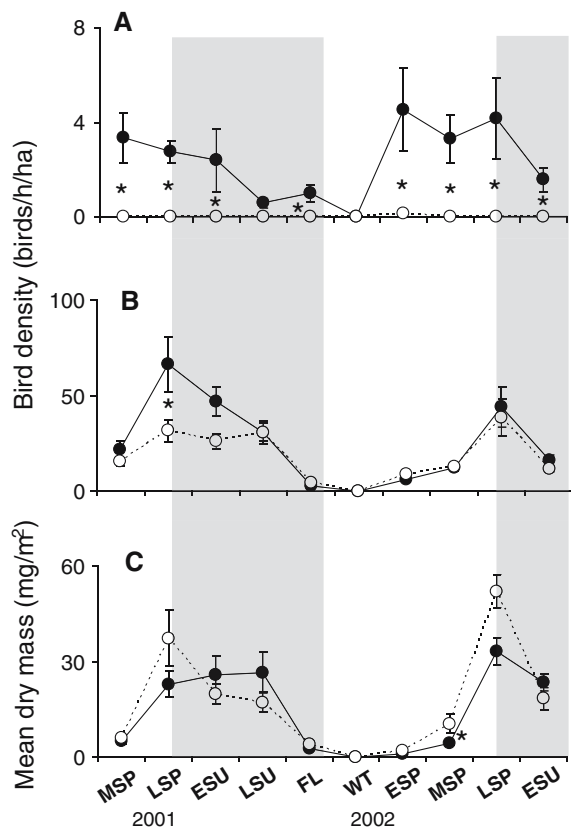 A
8
4
0
* * * * * * * *
Bird density (birds/h/ha)
B
100
50
0
*
C
60
30
0
*
Mean dry mass (mg/m²)
MSP LSP ESU LSU FL WT ESP MSP LSP ESU
2001 2002